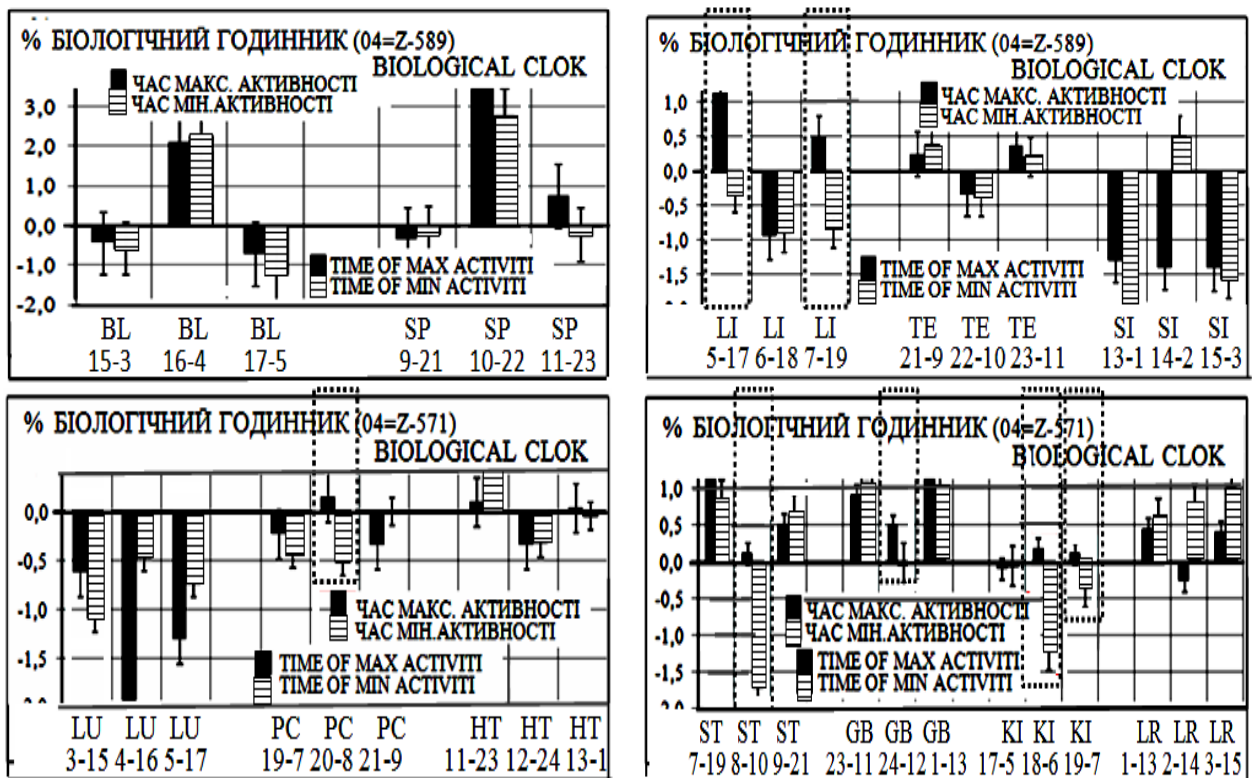 % БІОЛОГІЧНИЙ ГОДИННИК (04=Z-589)
BIOLOGICAL CLOK
ЧАС МАКС. АКТИВНОСТІ
ЧАС МІН.АКТИВНОСТІ
3,0
2,0
1,0
0,0
-1,0
-2,0
TIME OF MAX ACTIVITI
TIME OF MIN ACTIVITI
BL BL BL SP SP SP
15-3 16-4 17-5 9-21 10-22 11-23
% БІОЛОГІЧНИЙ ГОДИННИК (04=Z-589)
BIOLOGICAL CLOK
ЧАС МАКС. АКТИВНОСТІ
ЧАС МІН.АКТИВНОСТІ
1,0
0,5
0,0
-0,5
-1,0
-1,5
TIME OF MAX ACTIVITI
TIME OF MIN ACTIVITI
LI LI LI TE TE TE SI SI SI
5-17 6-18 7-19 21-9 22-10 23-11 13-1 14-2 15-3
% БІОЛОГІЧНИЙ ГОДИННИК (04=Z-571)
BIOLOGICAL CLOK
0,0
-0,5
-1,0
-1,5
ЧАС МАКС. АКТИВНОСТІ
ЧАС МІН.АКТИВНОСТІ
TIME OF MAX ACTIVITI
TIME OF MIN ACTIVITI
LU LU LU PC PC PC HT HT HT
3-15 4-16 5-17 19-7 20-8 21-9 11-23 12-24 13-1
% БІОЛОГІЧНИЙ ГОДИННИК (04=Z-571)
BIOLOGICAL CLOK
1,0
0,5
0,0
-0,5
-1,0
-1,5
ЧАС МАКС. АКТИВНОСТІ
ЧАС МІН.АКТИВНОСТІ
TIME OF MAX ACTIVITI
TIME OF MIN ACTIVITI
ST ST ST GB GB GB KI KI KI LR LR LR
7-19 8-10 9-21 23-11 24-12 1-13 17-5 18-6 19-7 1-13 2-14 3-15